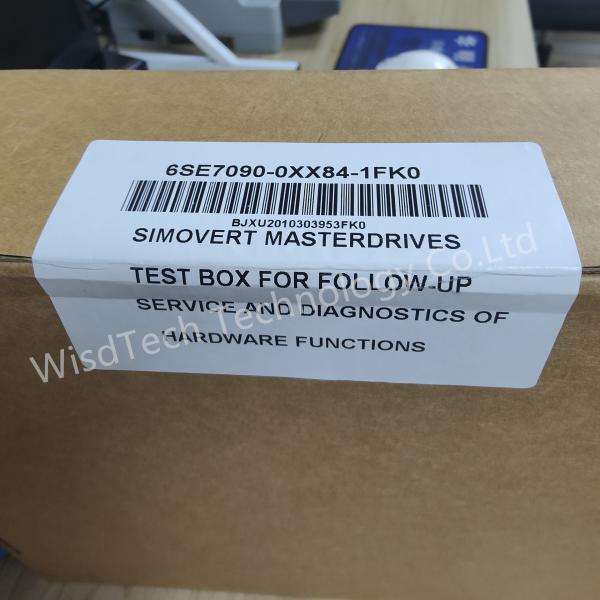 6SE7090-0XX84-1FK0
BJXU2010303953FK0
SIMOVERT MASTERDRIVES
TEST BOX FOR FOLLOW-UP
SERVICE AND DIAGNOSTICS OF
HARDWARE FUNCTIONS
WisdTech Technology Co.Ltd